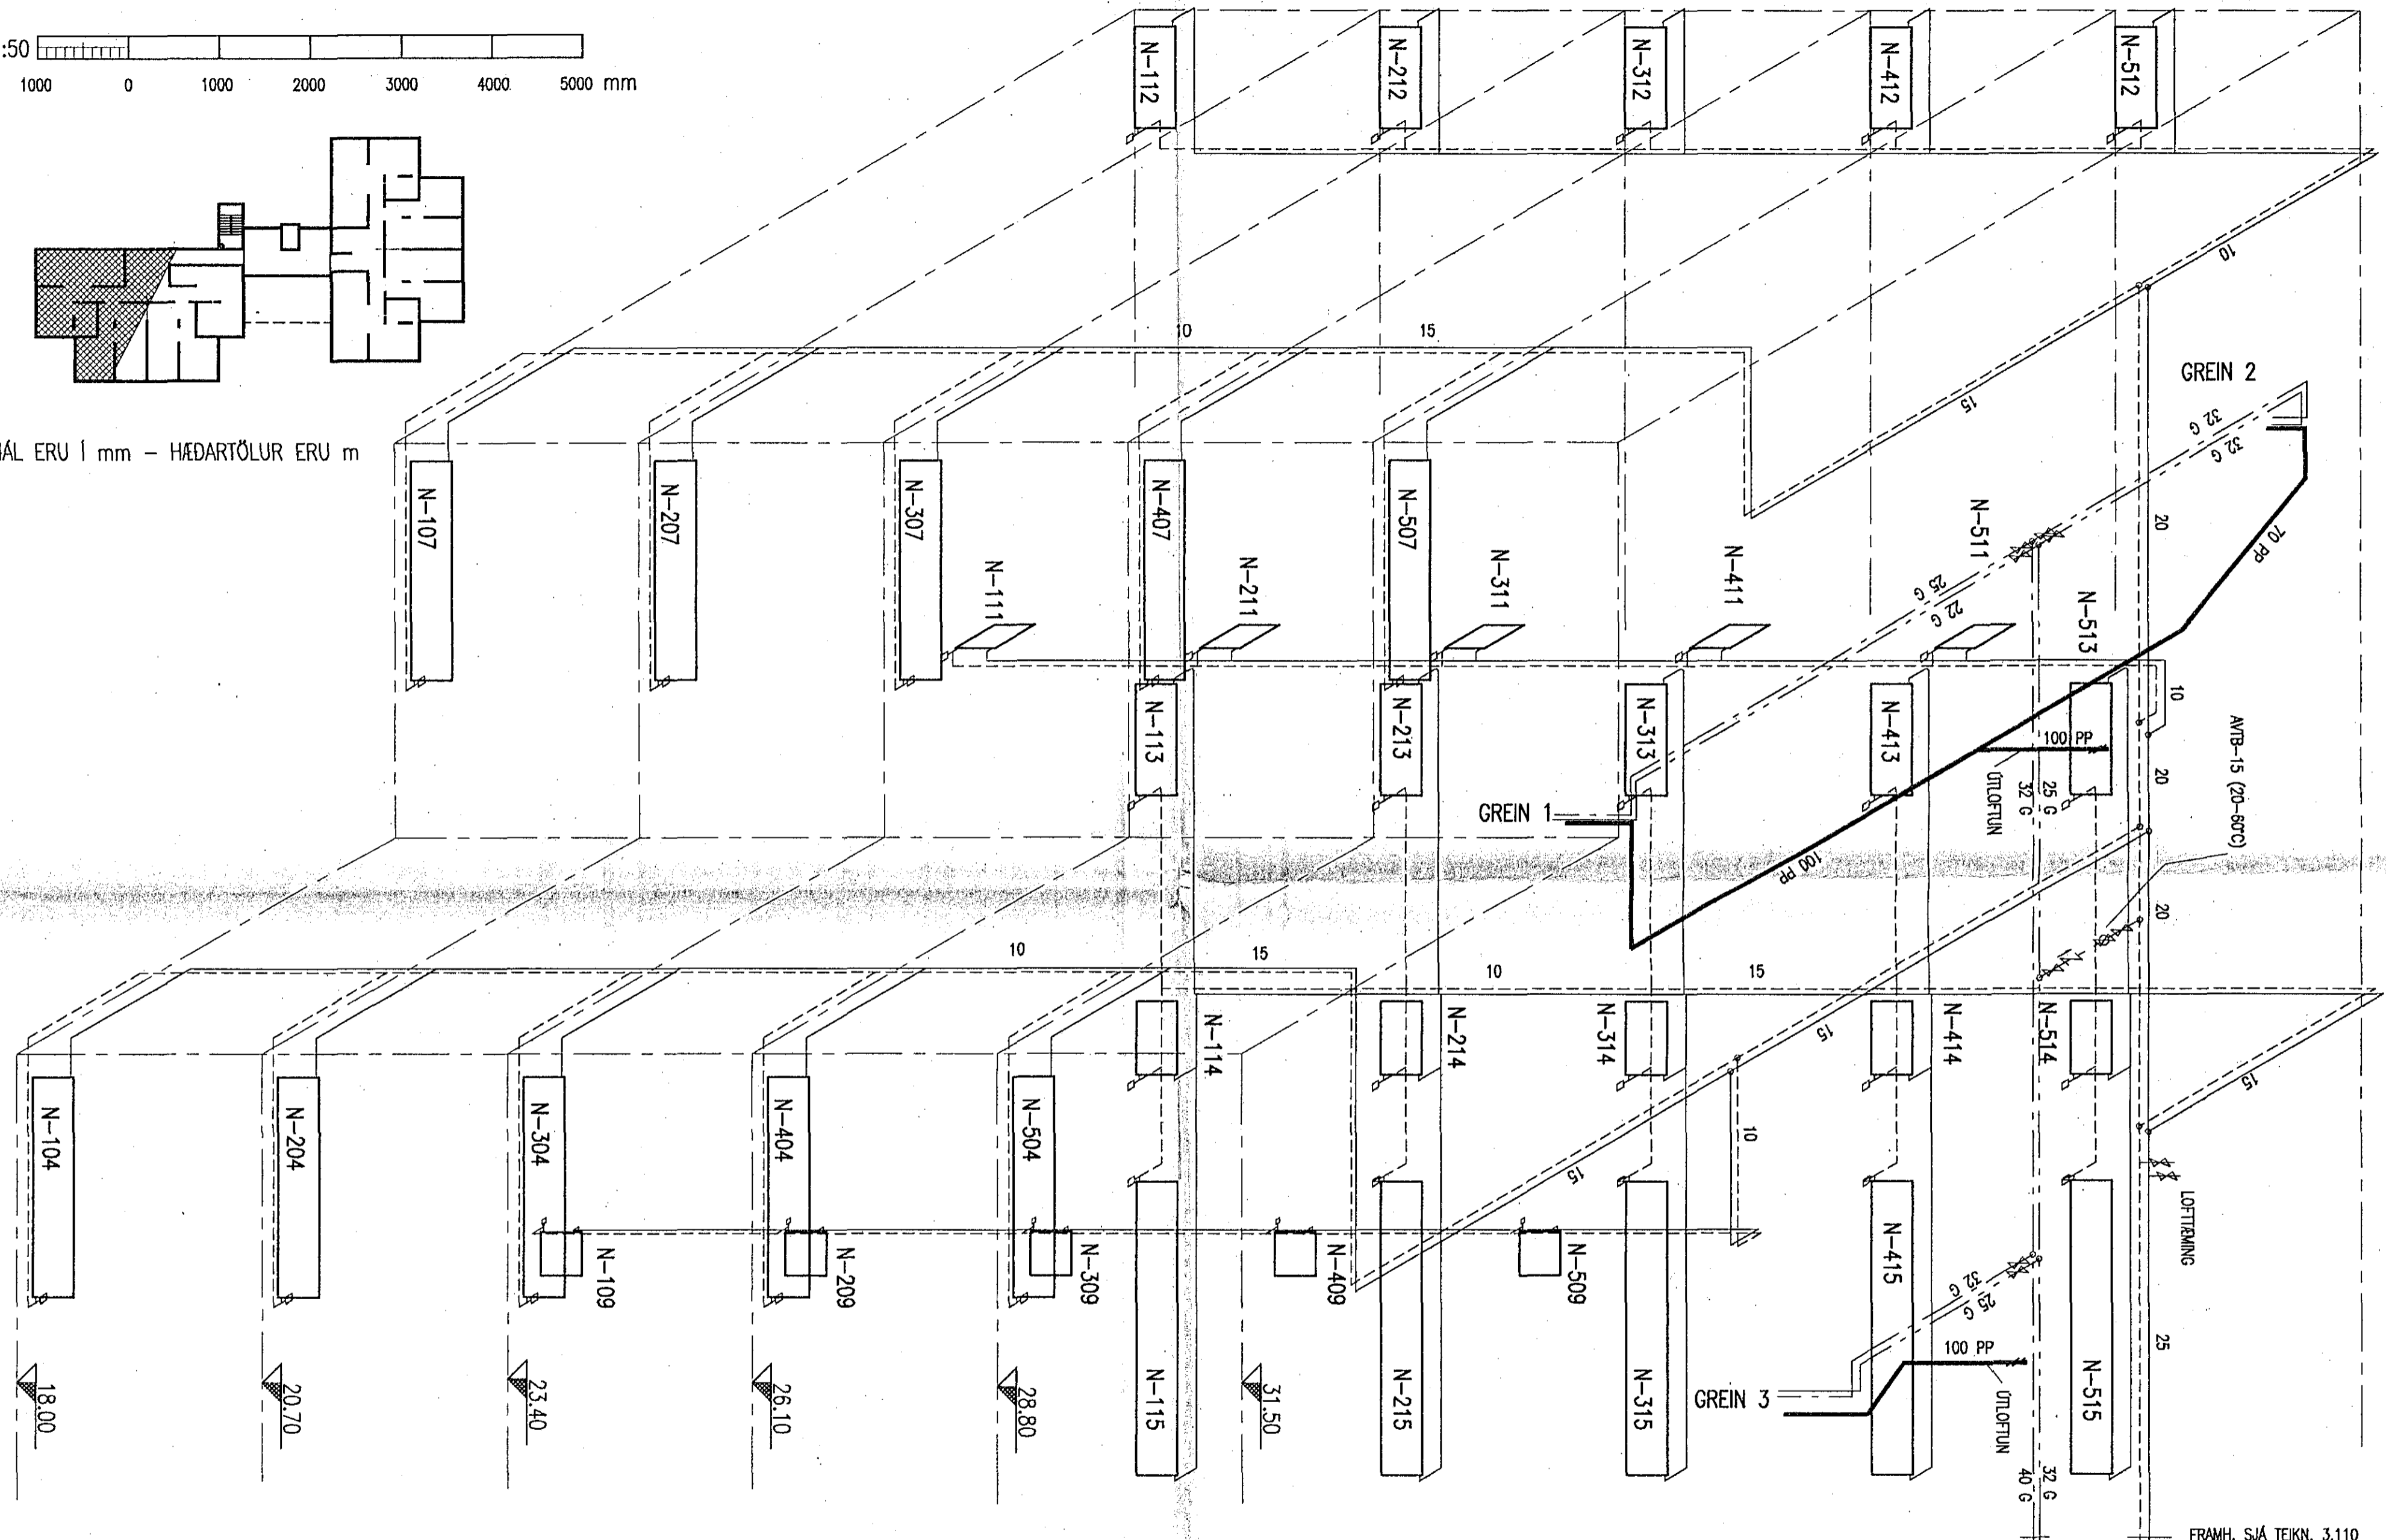 :50
1000 0 1000 2000 3000 4000 5000 mm
ÁL ERU Í mm – HÆÐARTÖLUR ERU m
N-112
N-212
N-312
N-412
N-512
10
10
15
15
GREIN 2
32 G
32 G
70 PP
20
N-107
N-207
N-307
N-407
N-507
N-111
N-211
N-311
N-411
N-511
N-513
25 G
22 G
10
N-113
N-213
N-313
N-413
100 PP
ÚTLOFTUN
32 G
25 G
20
AVTB-15 (20-60°C)
GREIN 1
100 PP
20
10
15
10
15
15
N-114
N-214
N-314
N-414
N-514
15
N-104
N-204
N-304
N-404
N-504
10
15
N-109
N-209
N-309
N-409
N-509
LOFTTÆMING
N-115
N-215
N-315
N-415
N-515
32 G
25 G
100 PP
ÚTLOFTUN
GREIN 3
25
18.00
20.70
23.40
26.10
28.80
31.50
40 G
32 G
FRAMH. SJÁ TEIKN. 3.110